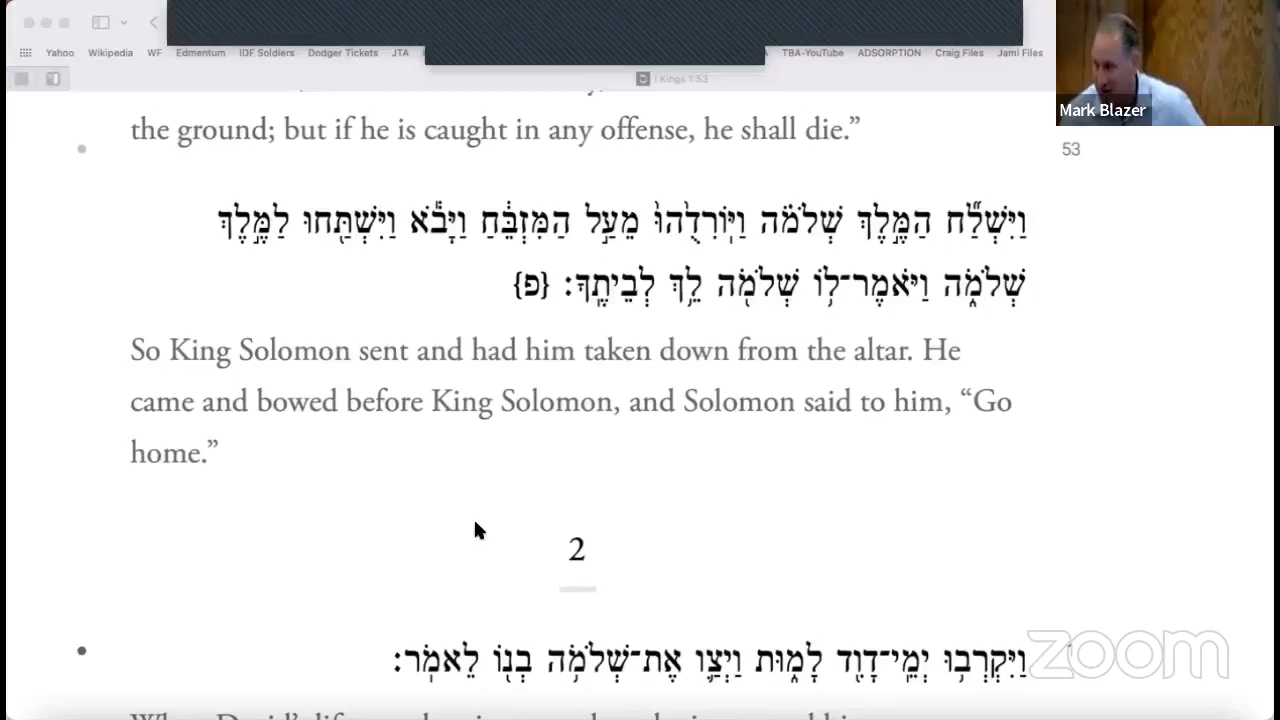 Yahoo Wikipedia WF Edmentum IDF Soldiers Dodger Tickets JTA TBA-YouTube ADSORPTION Craig Files Jami Files
I Kings 1:53
Mark Blazer
the ground; but if he is caught in any offense, he shall die.”
53
וַיִּשְׁלַ֞ח הַמֶּ֣לֶךְ שְׁלֹמֹ֗ה וַיֹּֽרִדֻ֙הוּ֙ מֵעַ֣ל הַמִּזְבֵּ֔חַ וַיָּבֹ֕א וַיִּשְׁתַּ֖חוּ לַמֶּ֣לֶךְ
שְׁלֹמֹ֑ה וַיֹּֽאמֶר־ל֥וֹ שְׁלֹמֹ֖ה לֵ֥ךְ לְבֵיתֶֽךָ׃ {פ}
So King Solomon sent and had him taken down from the altar. He
came and bowed before King Solomon, and Solomon said to him, “Go
home.”
2
וַיִּקְרְב֥וּ יְמֵֽי־דָוִ֖ד לָמ֑וּת וַיְצַ֛ו אֶת־שְׁלֹמֹ֥ה בְנ֖וֹ לֵאמֹֽר׃
zoom